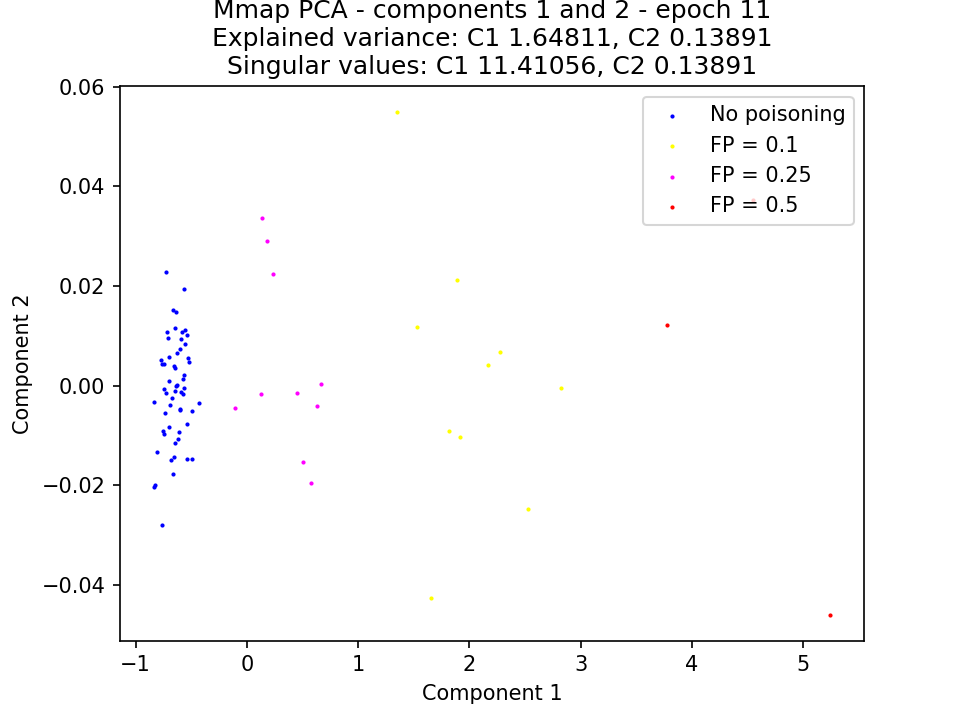 Mmap PCA - components 1 and 2 - epoch 11
Explained variance: C1 1.64811, C2 0.13891
Singular values: C1 11.41056, C2 0.13891
0.06
0.04
0.02
0.00
−0.02
−0.04
Component 2
No poisoning
FP = 0.1
FP = 0.25
FP = 0.5
−1
0
1
2
3
4
5
Component 1